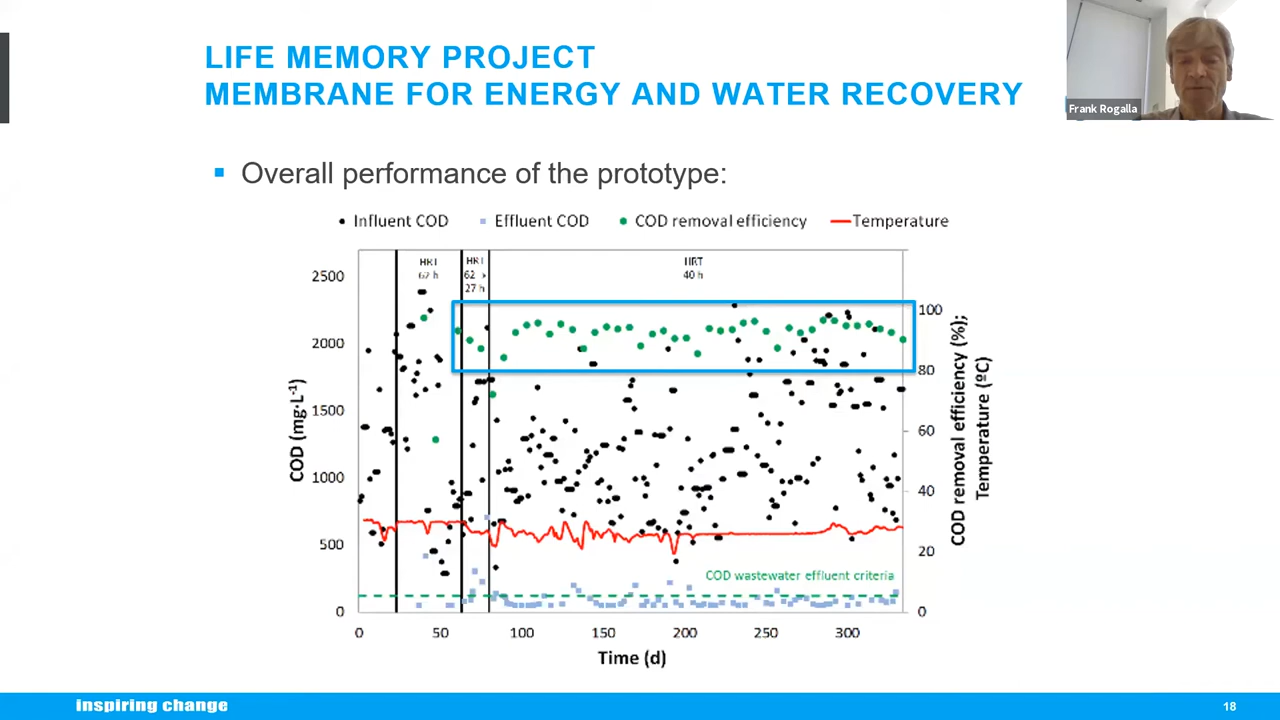 LIFE MEMORY PROJECT
MEMBRANE FOR ENERGY AND WATER RECOVERY
Frank Rogalla
Overall performance of the prototype:
Influent COD Effluent COD COD removal efficiency Temperature
HRT
62 h
HRT
62 >
27 h
HRT
40 h
2500
2000
1500
1000
500
0
COD (mg·L⁻¹)
100
80
60
40
20
0
COD removal efficiency (%);
Temperature (ºC)
COD wastewater effluent criteria
0 50 100 150 200 250 300
Time (d)
inspiring change
18